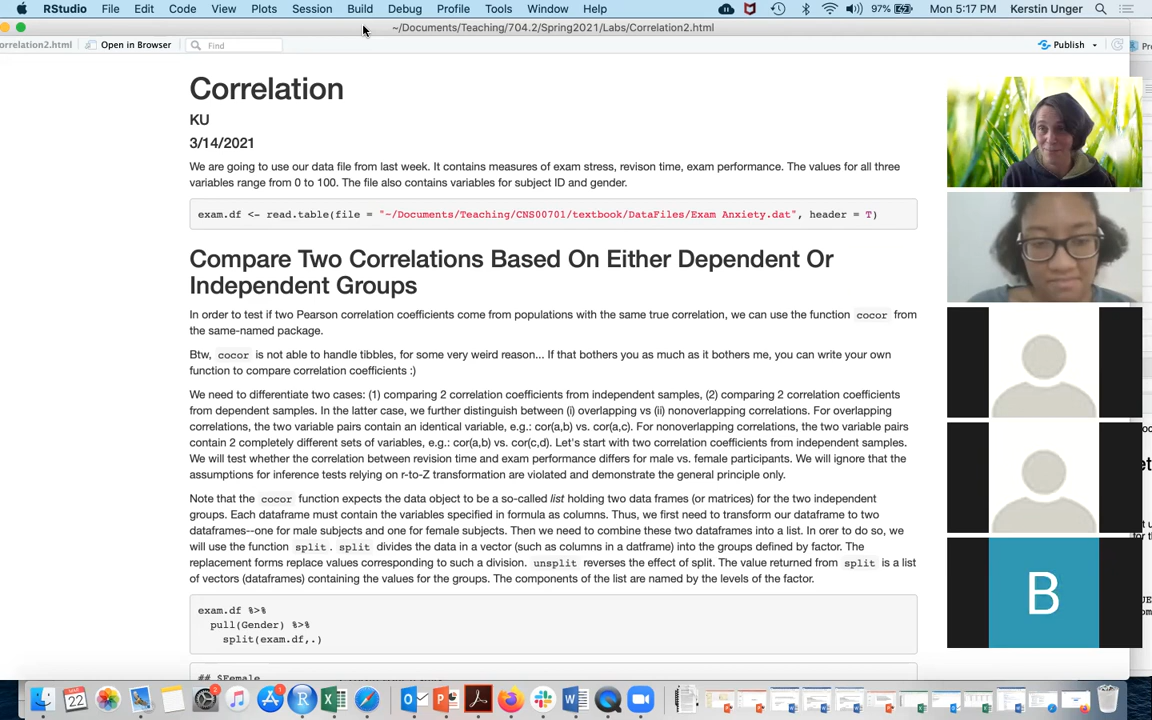 RStudio File Edit Code View Plots Session Build Debug Profile Tools Window Help 97% Mon 5:17 PM Kerstin Unger
~/Documents/Teaching/704.2/Spring2021/Labs/Correlation2.html
orrelation2.html Open in Browser Find Publish
Correlation
KU
3/14/2021
We are going to use our data file from last week. It contains measures of exam stress, revison time, exam performance. The values for all three
variables range from 0 to 100. The file also contains variables for subject ID and gender.
exam.df <- read.table(file = "~/Documents/Teaching/CNS00701/textbook/DataFiles/Exam Anxiety.dat", header = T)
Compare Two Correlations Based On Either Dependent Or
Independent Groups
In order to test if two Pearson correlation coefficients come from populations with the same true correlation, we can use the function cocor from
the same-named package.
Btw, cocor is not able to handle tibbles, for some very weird reason... If that bothers you as much as it bothers me, you can write your own
function to compare correlation coefficients :)
We need to differentiate two cases: (1) comparing 2 correlation coefficients from independent samples, (2) comparing 2 correlation coefficients
from dependent samples. In the latter case, we further distinguish between (i) overlapping vs (ii) nonoverlapping correlations. For overlapping
correlations, the two variable pairs contain an identical variable, e.g.: cor(a,b) vs. cor(a,c). For nonoverlapping correlations, the two variable pairs
contain 2 completely different sets of variables, e.g.: cor(a,b) vs. cor(c,d). Let's start with two correlation coefficients from independent samples.
We will test whether the correlation between revision time and exam performance differs for male vs. female participants. We will ignore that the
assumptions for inference tests relying on r-to-Z transformation are violated and demonstrate the general principle only.
Note that the cocor function expects the data object to be a so-called list holding two data frames (or matrices) for the two independent
groups. Each dataframe must contain the variables specified in formula as columns. Thus, we first need to transform our dataframe to two
dataframes--one for male subjects and one for female subjects. Then we need to combine these two dataframes into a list. In orer to do so, we
will use the function split. split divides the data in a vector (such as columns in a datframe) into the groups defined by factor. The
replacement forms replace values corresponding to such a division. unsplit reverses the effect of split. The value returned from split is a list
of vectors (dataframes) containing the values for the groups. The components of the list are named by the levels of the factor.
exam.df %>%
pull(Gender) %>%
split(exam.df,.)
## $Female
B
22